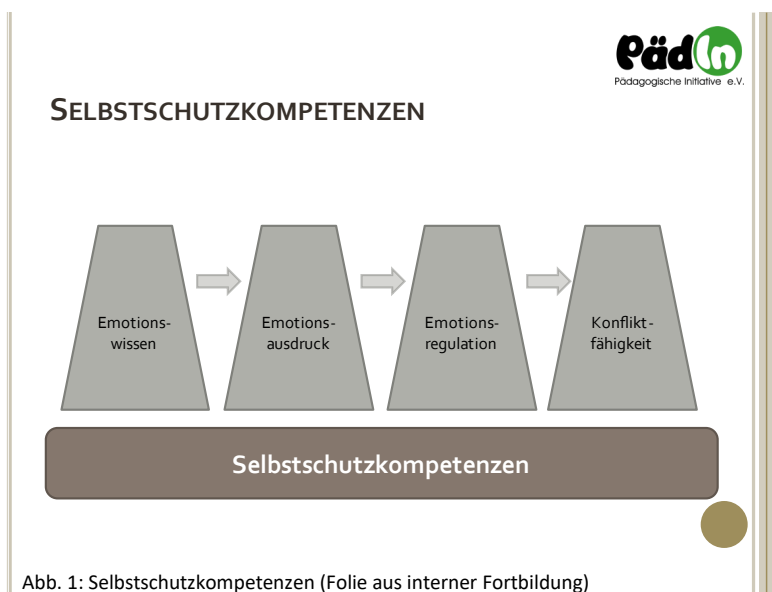 PädIn
Pädagogische Initiative e.V.
SELBSTSCHUTZKOMPETENZEN
Emotions-
wissen
Emotions-
ausdruck
Emotions-
regulation
Konflikt-
fähigkeit
Selbstschutzkompetenzen
Abb. 1: Selbstschutzkompetenzen (Folie aus interner Fortbildung)